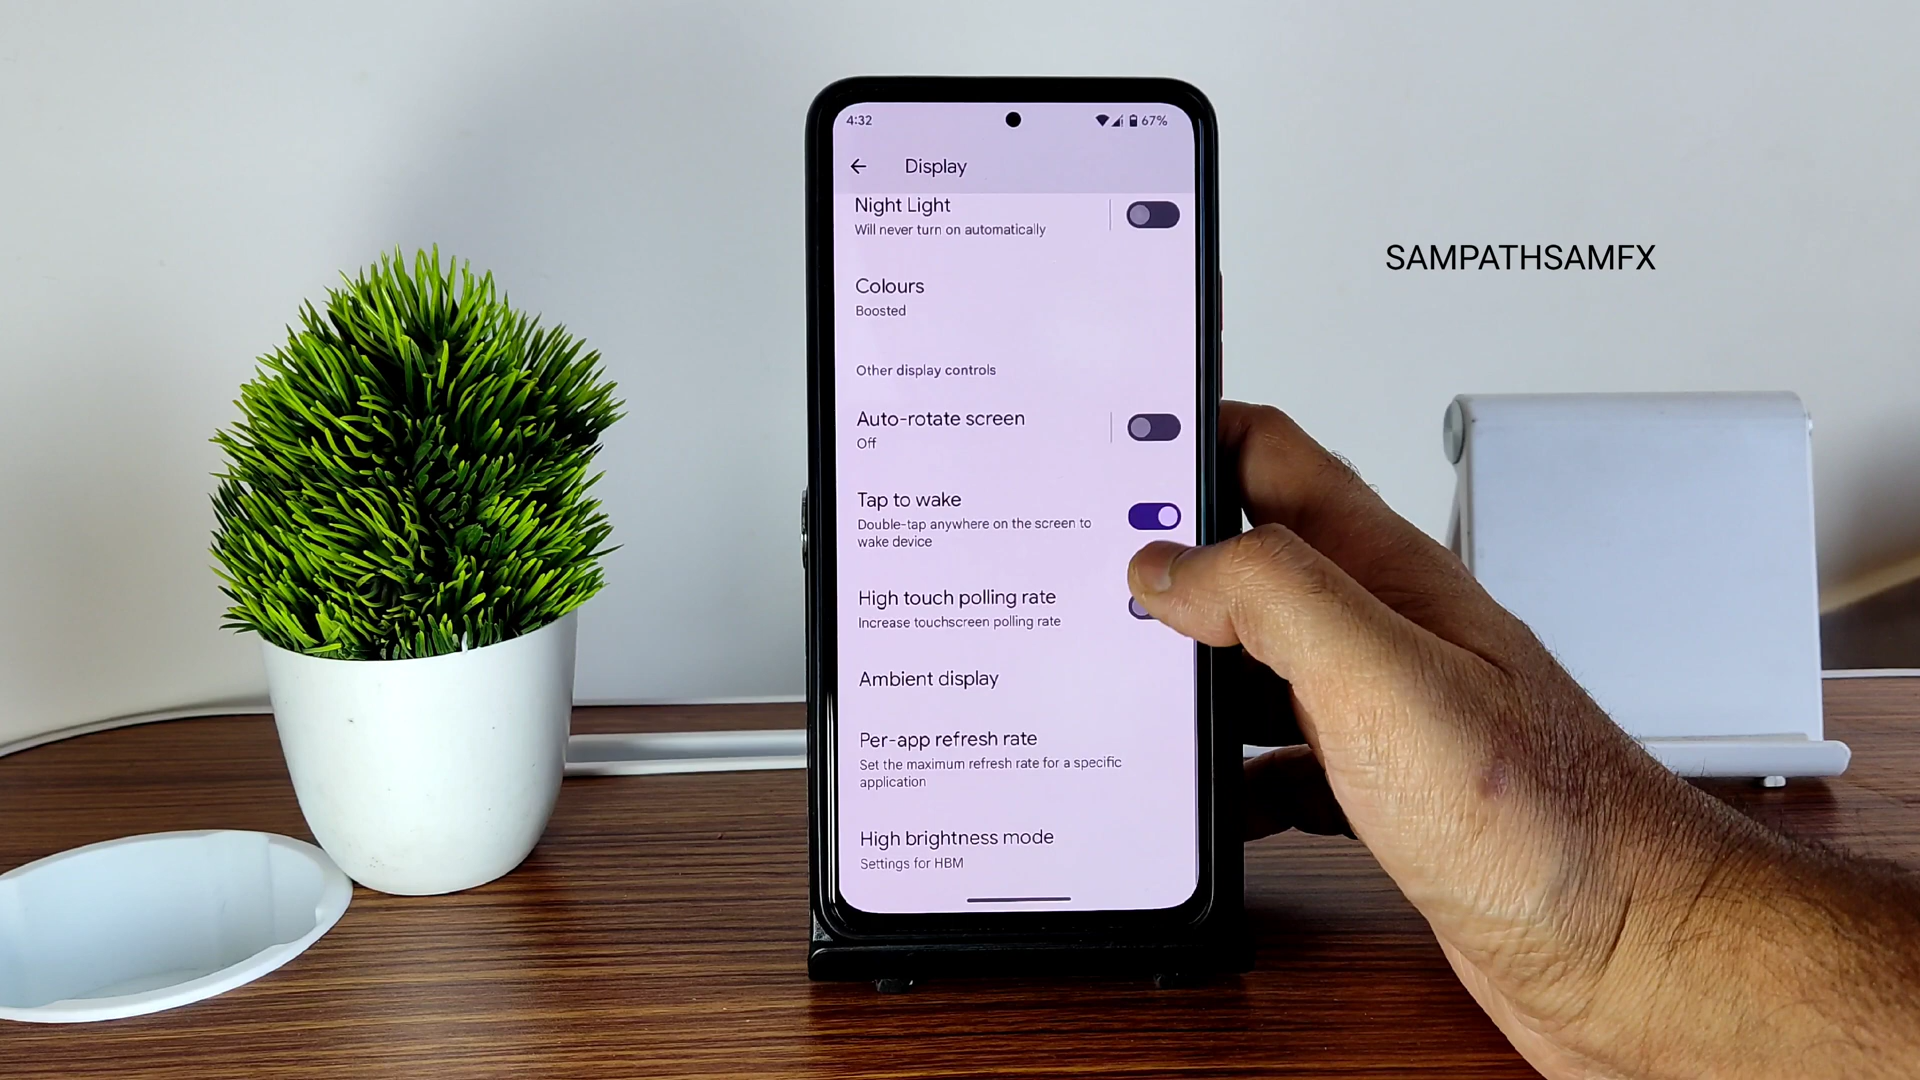 4:32
67%
Display
Night Light
Will never turn on automatically
Colours
Boosted
Other display controls
Auto-rotate screen
Off
Tap to wake
Double-tap anywhere on the screen to
wake device
High touch polling rate
Increase touchscreen polling rate
Ambient display
Per-app refresh rate
Set the maximum refresh rate for a specific
application
High brightness mode
Settings for HBM
SAMPATHSAMFX